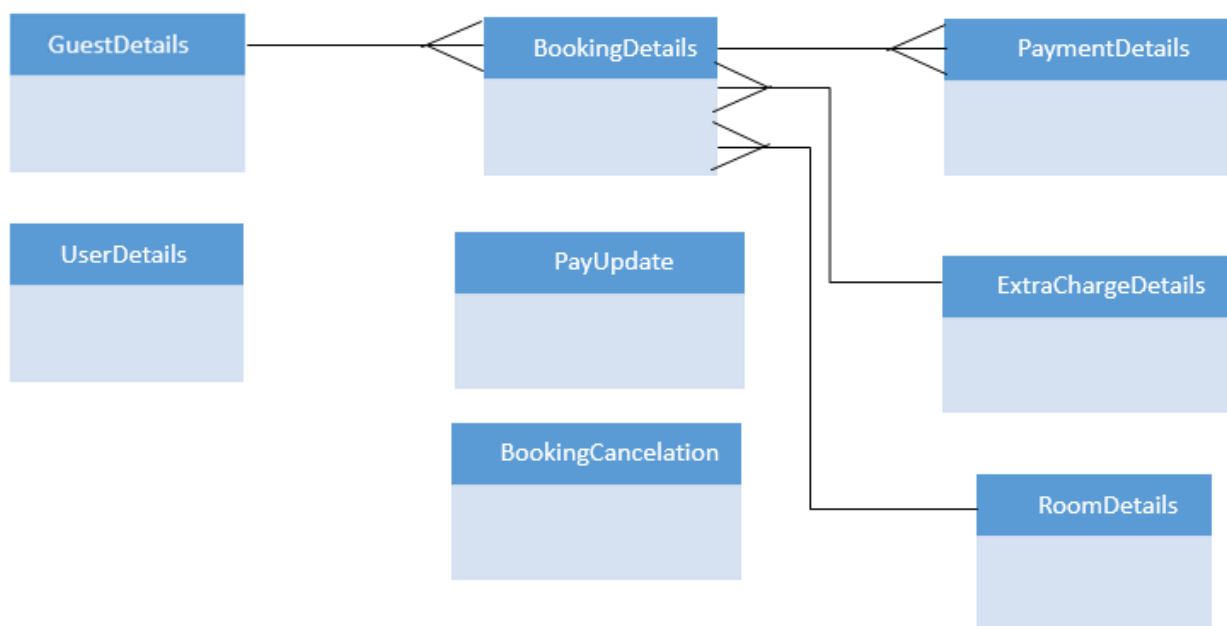 GuestDetails
BookingDetails
PaymentDetails
UserDetails
PayUpdate
ExtraChargeDetails
BookingCancelation
RoomDetails